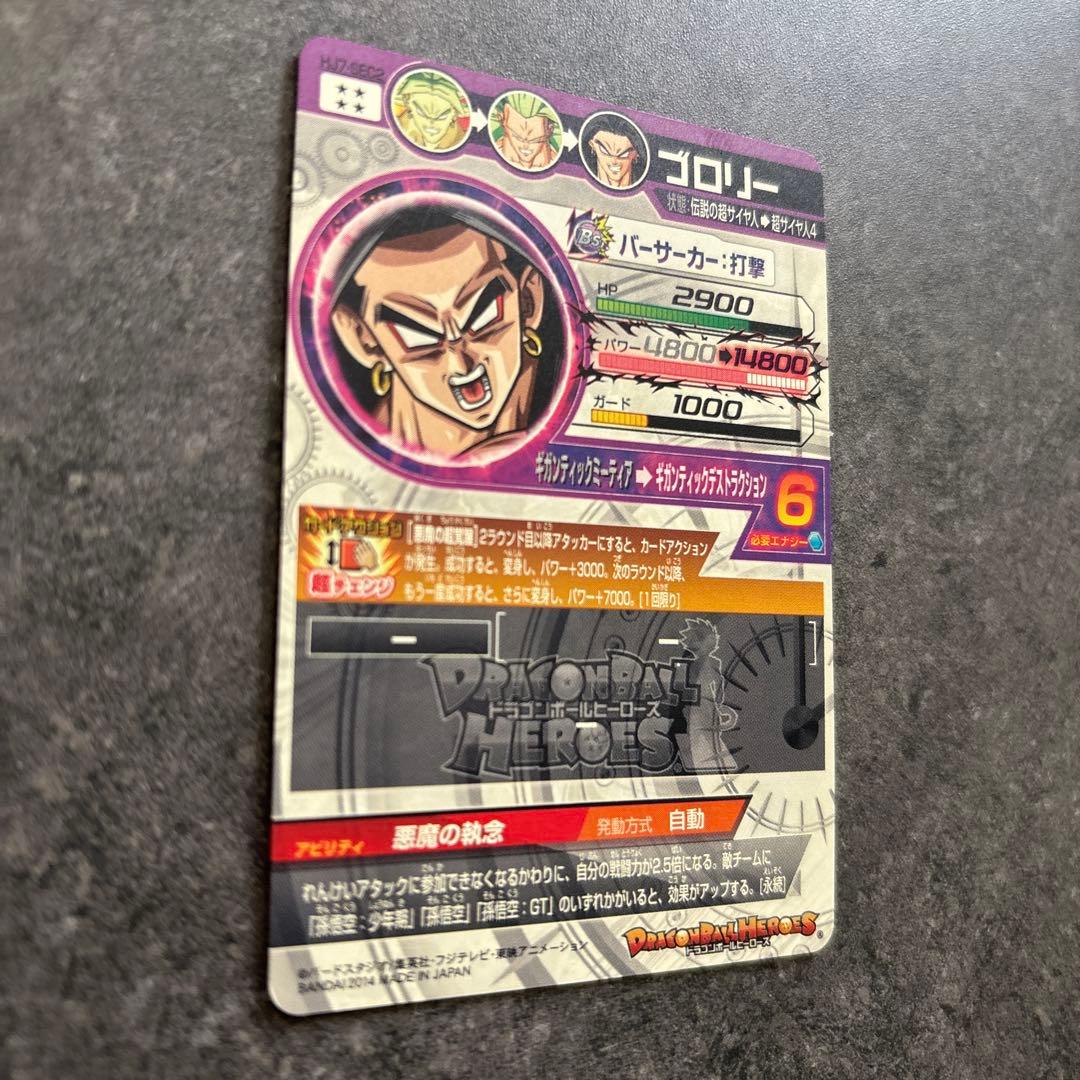 HJ7-SEC2
ブロリー
状態:伝説の超サイヤ人➡超サイヤ人4
Bs
バーサーカー:打撃
HP 2900
パワー 4800➡14800
ガード 1000
ギガンティックミーティア➡ギガンティックデストラクション
6
必要エナジー
カードアクション
超チェンジ
[悪魔の超覚醒]2ラウンド目以降アタッカーにすると、カードアクション
が発生。成功すると、変身し、パワー+3000。次のラウンド以降、
もう一度成功すると、さらに変身し、パワー+7000。[1回限り]
ー
ー
ー
DRAGONBALL
ドラゴンボールヒーローズ
HEROES
アビリティ 悪魔の執念 発動方式 自動
れんけいアタックに参加できなくなるかわりに、自分の戦闘力が2.5倍になる。敵チームに
「孫悟空:少年期」「孫悟空」「孫悟空:GT」のいずれかがいると、効果がアップする。[永続]
DRAGONBALL HEROES
ドラゴンボールヒーローズ
©バードスタジオ/集英社・フジテレビ・東映アニメーション
BANDAI 2014 MADE IN JAPAN